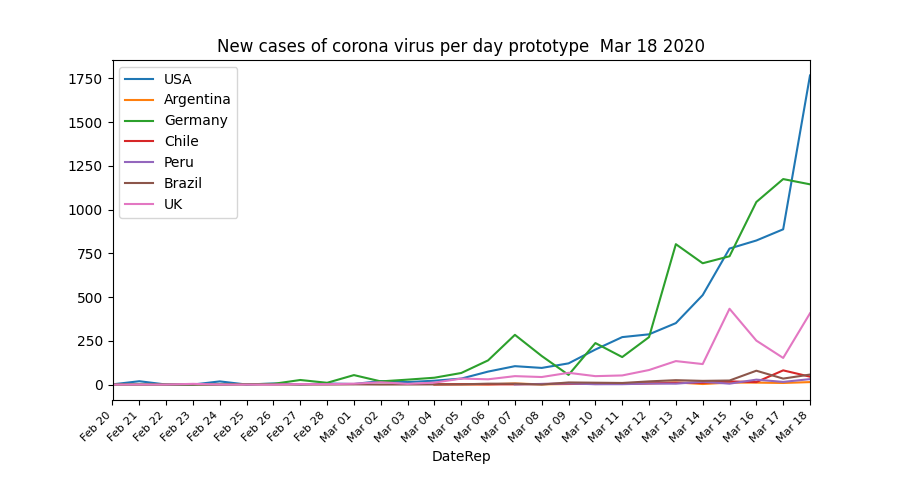 New cases of corona virus per day prototype  Mar 18 2020
USA
Argentina
Germany
Chile
Peru
Brazil
UK
1750
1500
1250
1000
750
500
250
0
Feb 20
Feb 21
Feb 22
Feb 23
Feb 24
Feb 25
Feb 26
Feb 27
Feb 28
Mar 01
Mar 02
Mar 03
Mar 04
Mar 05
Mar 06
Mar 07
Mar 08
Mar 09
Mar 10
Mar 11
Mar 12
Mar 13
Mar 14
Mar 15
Mar 16
Mar 17
Mar 18
DateRep